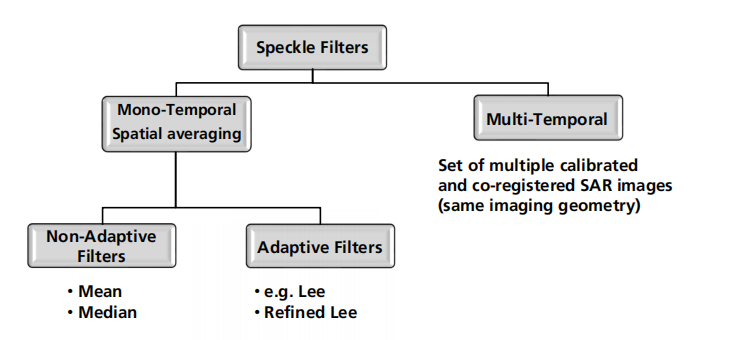 Speckle Filters
Mono-Temporal
Spatial averaging
Multi-Temporal
Set of multiple calibrated
and co-registered SAR images
(same imaging geometry)
Non-Adaptive
Filters
Adaptive Filters
• Mean
• Median
• e.g. Lee
• Refined Lee